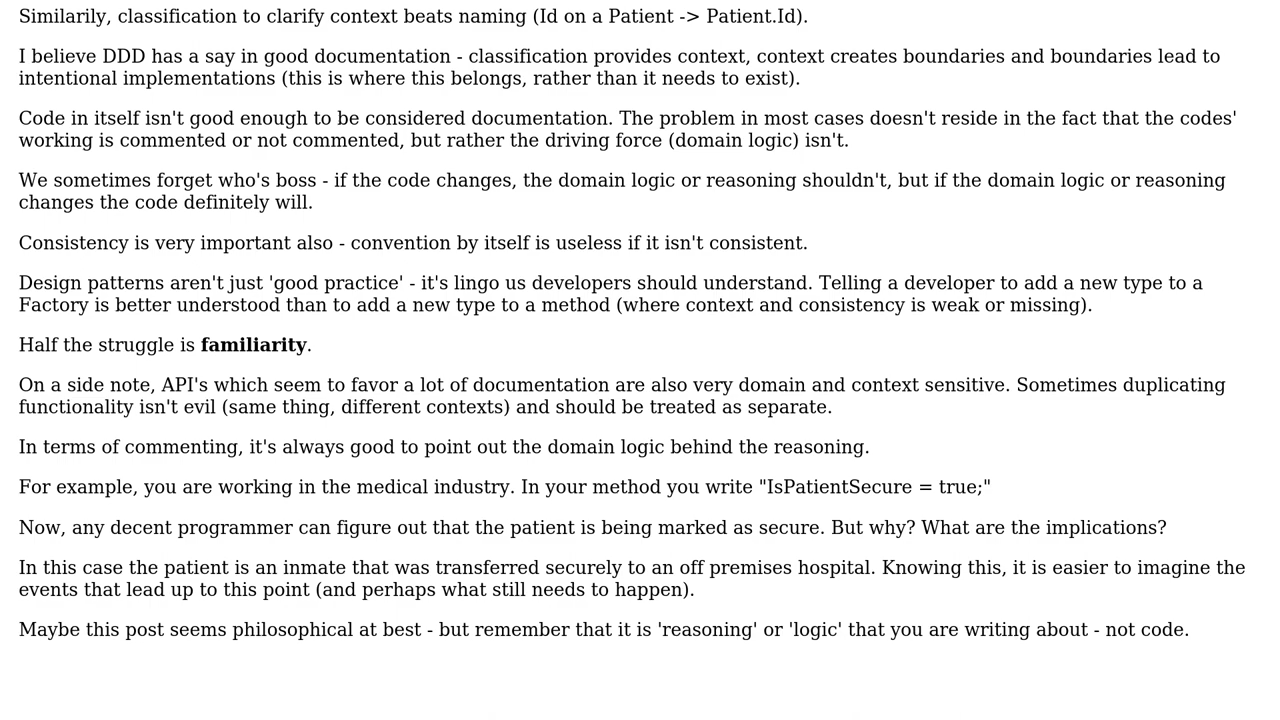 Similarily, classification to clarify context beats naming (Id on a Patient -> Patient.Id).
I believe DDD has a say in good documentation - classification provides context, context creates boundaries and boundaries lead to
intentional implementations (this is where this belongs, rather than it needs to exist).
Code in itself isn't good enough to be considered documentation. The problem in most cases doesn't reside in the fact that the codes'
working is commented or not commented, but rather the driving force (domain logic) isn't.
We sometimes forget who's boss - if the code changes, the domain logic or reasoning shouldn't, but if the domain logic or reasoning
changes the code definitely will.
Consistency is very important also - convention by itself is useless if it isn't consistent.
Design patterns aren't just 'good practice' - it's lingo us developers should understand. Telling a developer to add a new type to a
Factory is better understood than to add a new type to a method (where context and consistency is weak or missing).
Half the struggle is familiarity.
On a side note, API's which seem to favor a lot of documentation are also very domain and context sensitive. Sometimes duplicating
functionality isn't evil (same thing, different contexts) and should be treated as separate.
In terms of commenting, it's always good to point out the domain logic behind the reasoning.
For example, you are working in the medical industry. In your method you write "IsPatientSecure = true;"
Now, any decent programmer can figure out that the patient is being marked as secure. But why? What are the implications?
In this case the patient is an inmate that was transferred securely to an off premises hospital. Knowing this, it is easier to imagine the
events that lead up to this point (and perhaps what still needs to happen).
Maybe this post seems philosophical at best - but remember that it is 'reasoning' or 'logic' that you are writing about - not code.